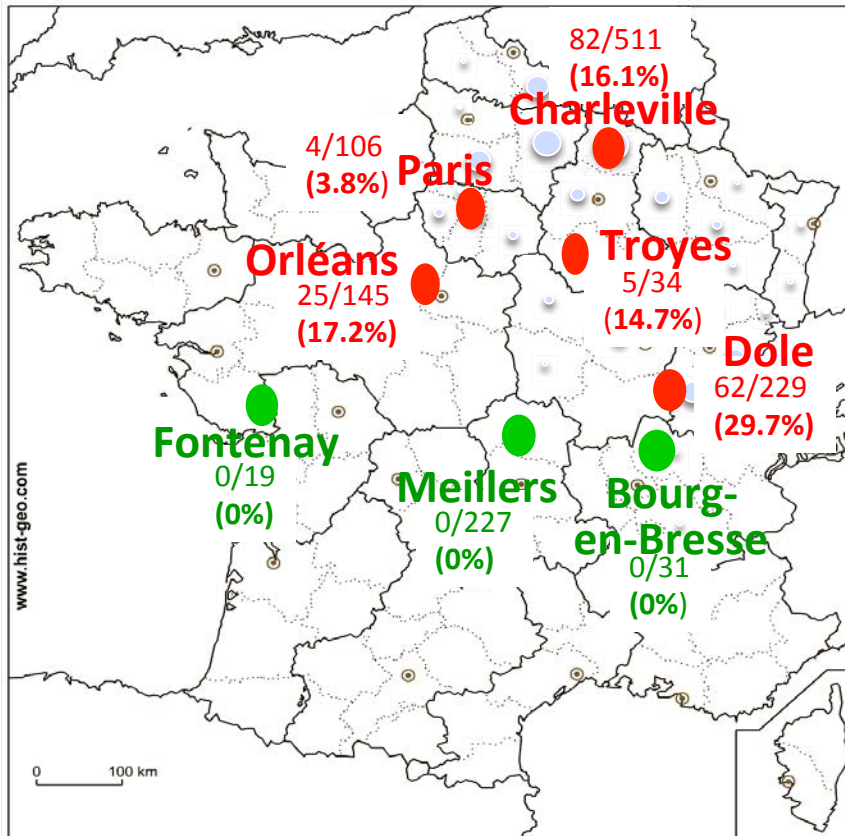 82/511
(16.1%)
Charleville
4/106
(3.8%)
Paris
Orléans
25/145
(17.2%)
Troyes
5/34
(14.7%)
Dole
62/229
(29.7%)
Fontenay
0/19
(0%)
Meillers
0/227
(0%)
Bourg-
en-Bresse
0/31
(0%)
www.hist-geo.com
0 100 km